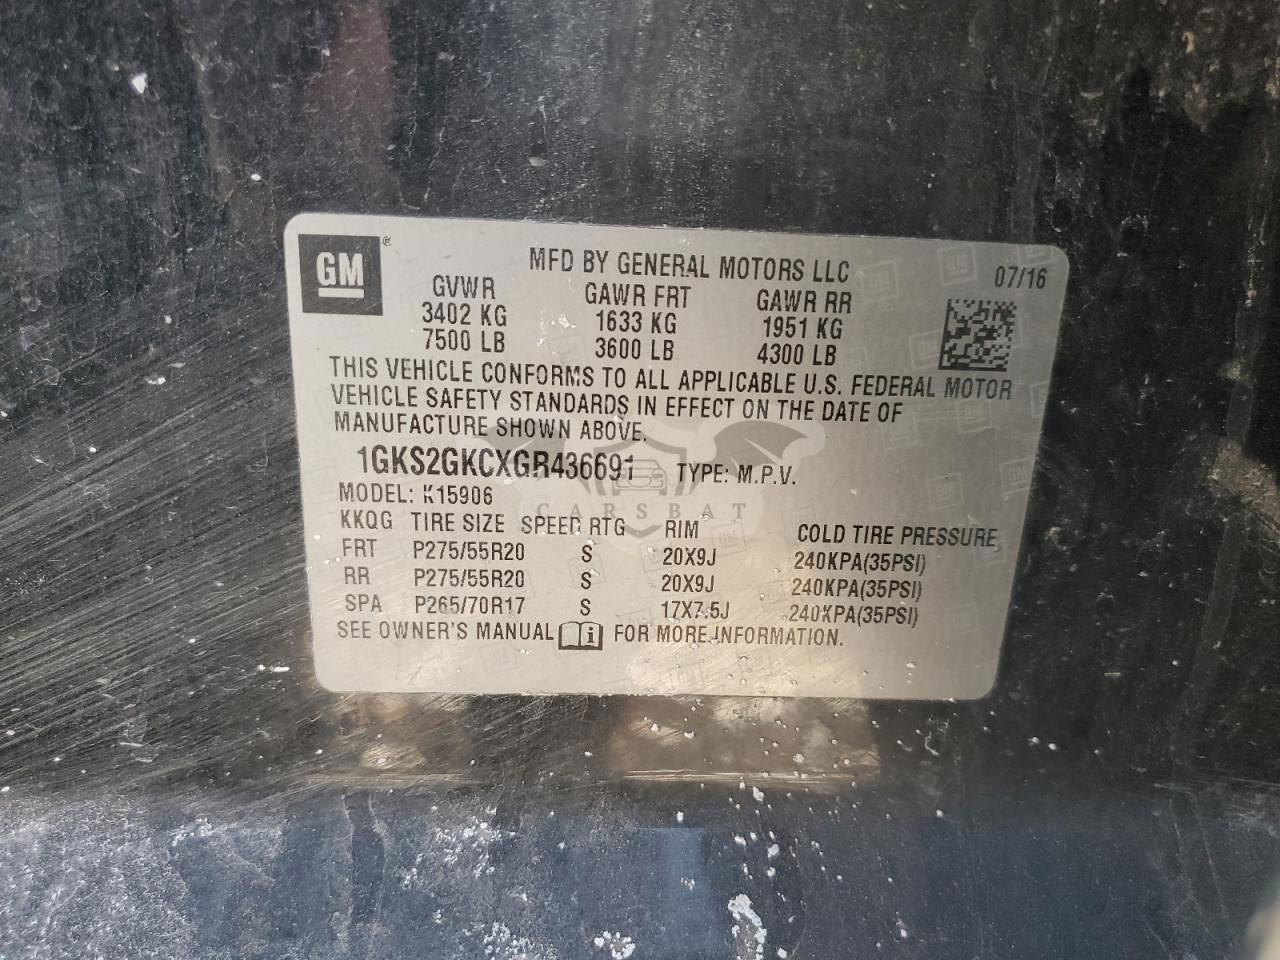 GM ®
MFD BY GENERAL MOTORS LLC 07/16
GVWR GAWR FRT GAWR RR
3402 KG 1633 KG 1951 KG
7500 LB 3600 LB 4300 LB
THIS VEHICLE CONFORMS TO ALL APPLICABLE U.S. FEDERAL MOTOR
VEHICLE SAFETY STANDARDS IN EFFECT ON THE DATE OF
MANUFACTURE SHOWN ABOVE.
1GKS2GKCXGR436691 TYPE: M.P.V.
MODEL: K15906
CARSBAT
KKQG TIRE SIZE SPEED RTG RIM COLD TIRE PRESSURE
FRT P275/55R20 S 20X9J 240KPA(35PSI)
RR P275/55R20 S 20X9J 240KPA(35PSI)
SPA P265/70R17 S 17X7.5J 240KPA(35PSI)
SEE OWNER'S MANUAL i FOR MORE INFORMATION.